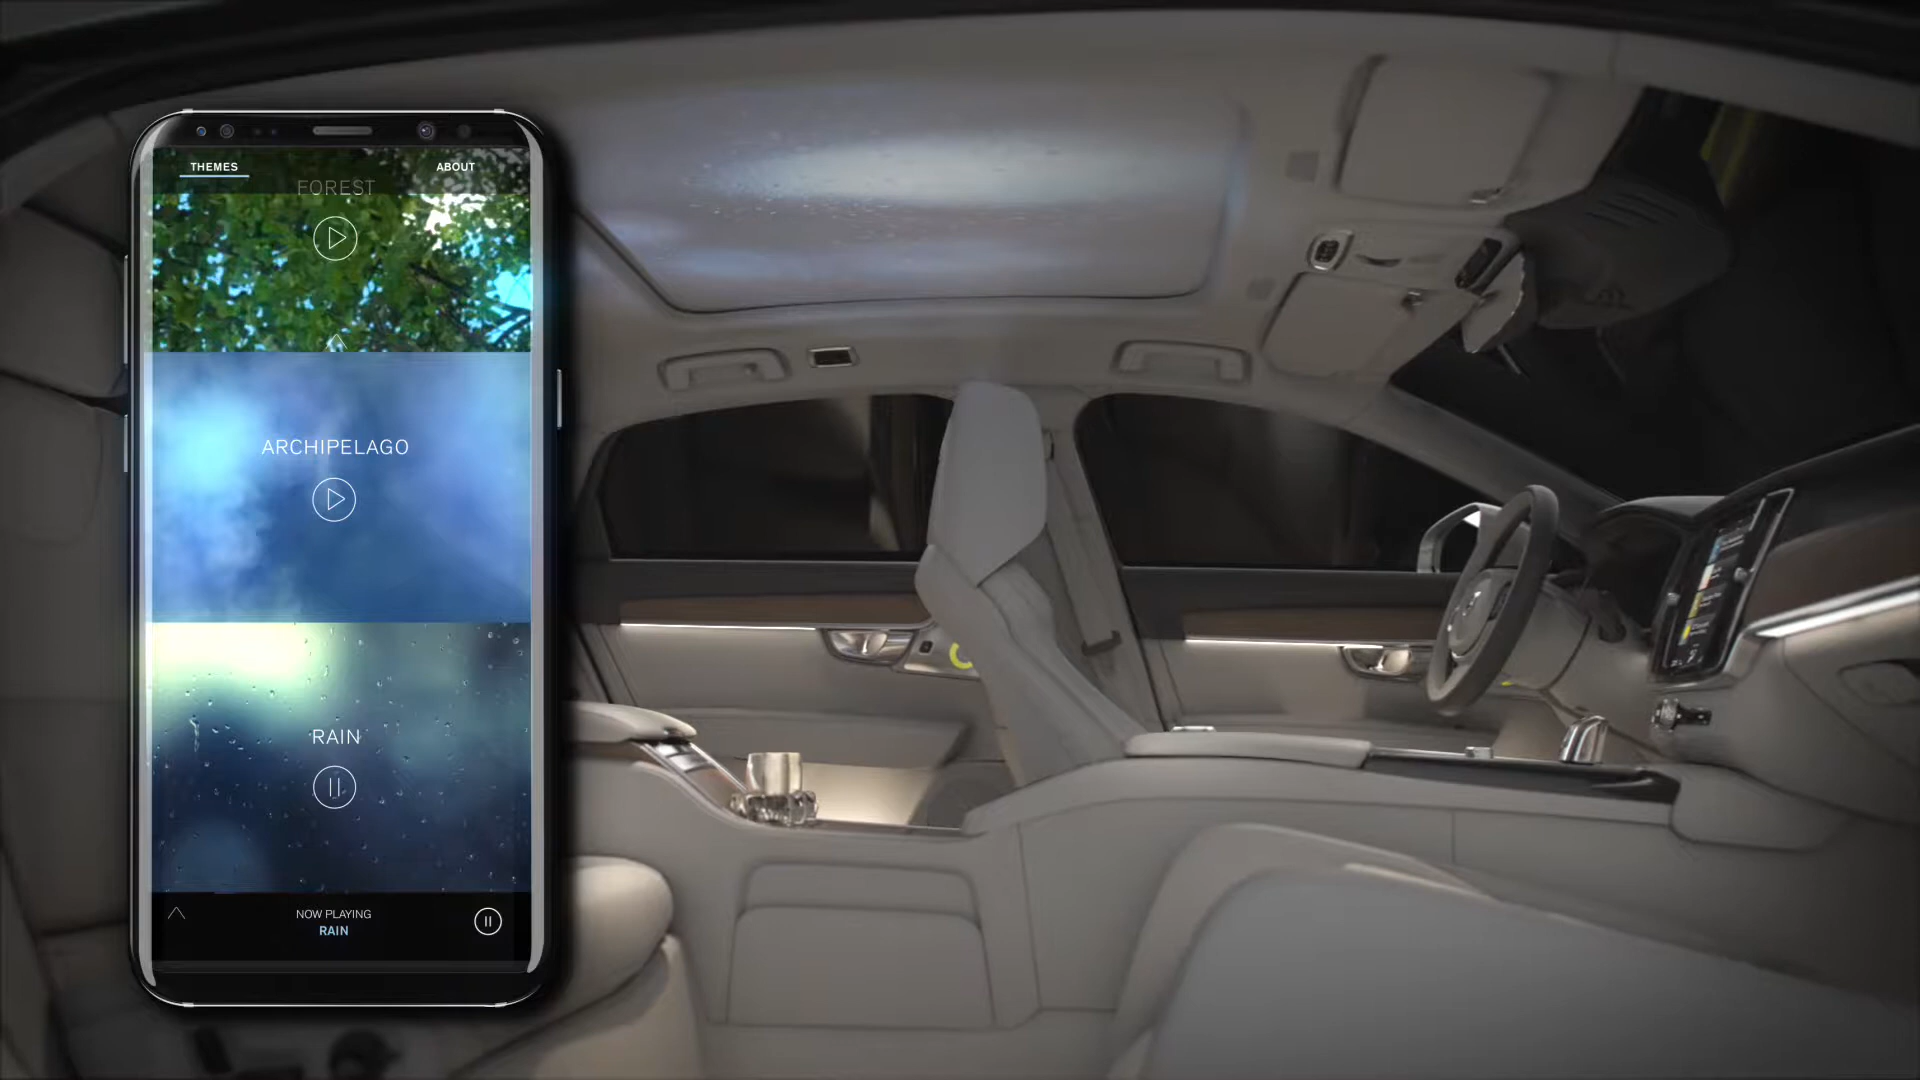 THEMES
ABOUT
FOREST
ARCHIPELAGO
RAIN
NOW PLAYING
RAIN